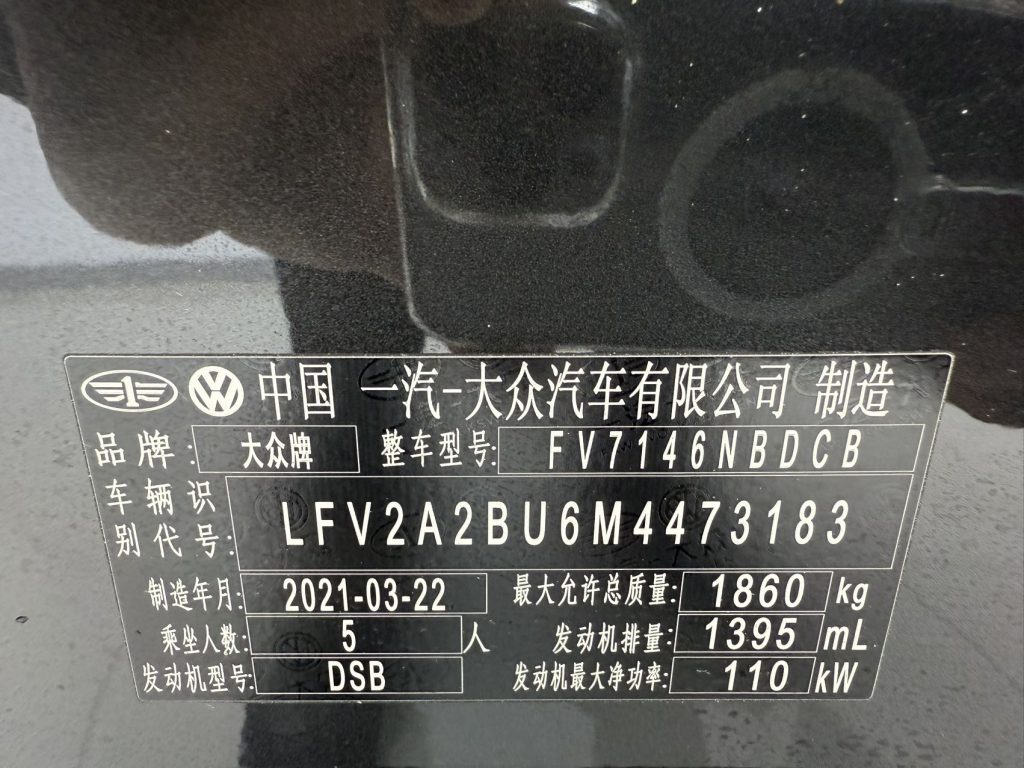 中国 一汽-大众汽车有限公司 制造
品牌: 大众牌 整车型号: FV7146NBDCB
车辆识别代号: LFV2A2BU6M4473183
制造年月: 2021-03-22 最大允许总质量: 1860 kg
乘坐人数: 5 人 发动机排量: 1395 mL
发动机型号: DSB 发动机最大净功率: 110 kW